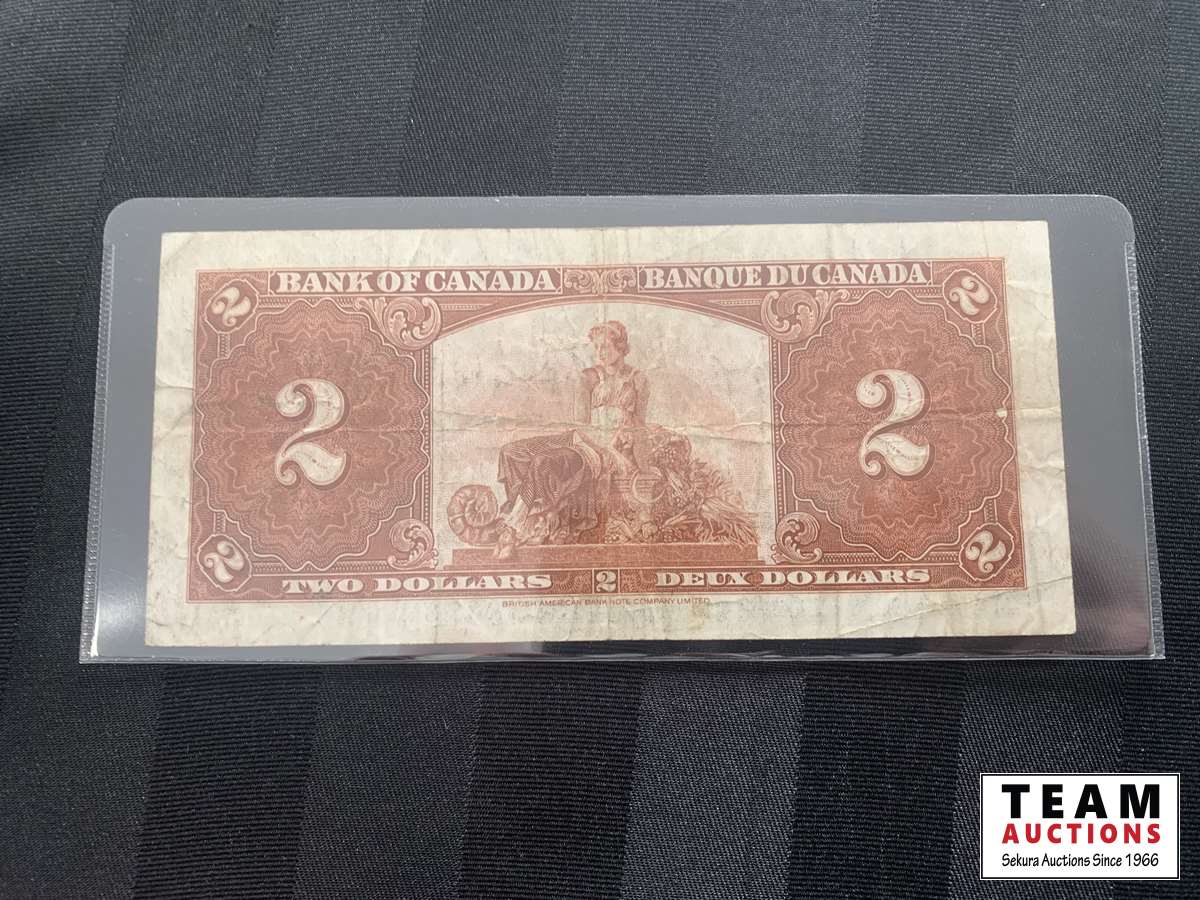 2 BANK OF CANADA BANQUE DU CANADA 2
2 2
2 TWO DOLLARS 2 DEUX DOLLARS 2
BRITISH AMERICAN BANK NOTE COMPANY LIMITED
TEAM
AUCTIONS
Sekura Auctions Since 1966